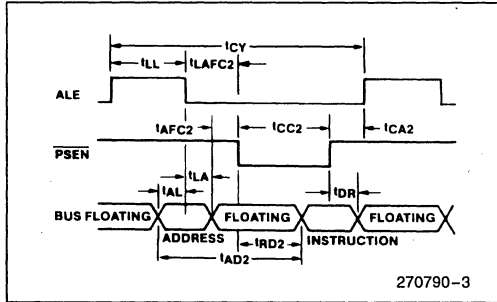 tCY
tLL tLAFC2
ALE
tAFC2 tCC2 tCA2
PSEN
tLA
tAL tDR
BUS FLOATING FLOATING FLOATING
ADDRESS tRD2 INSTRUCTION
tAD2
270790-3